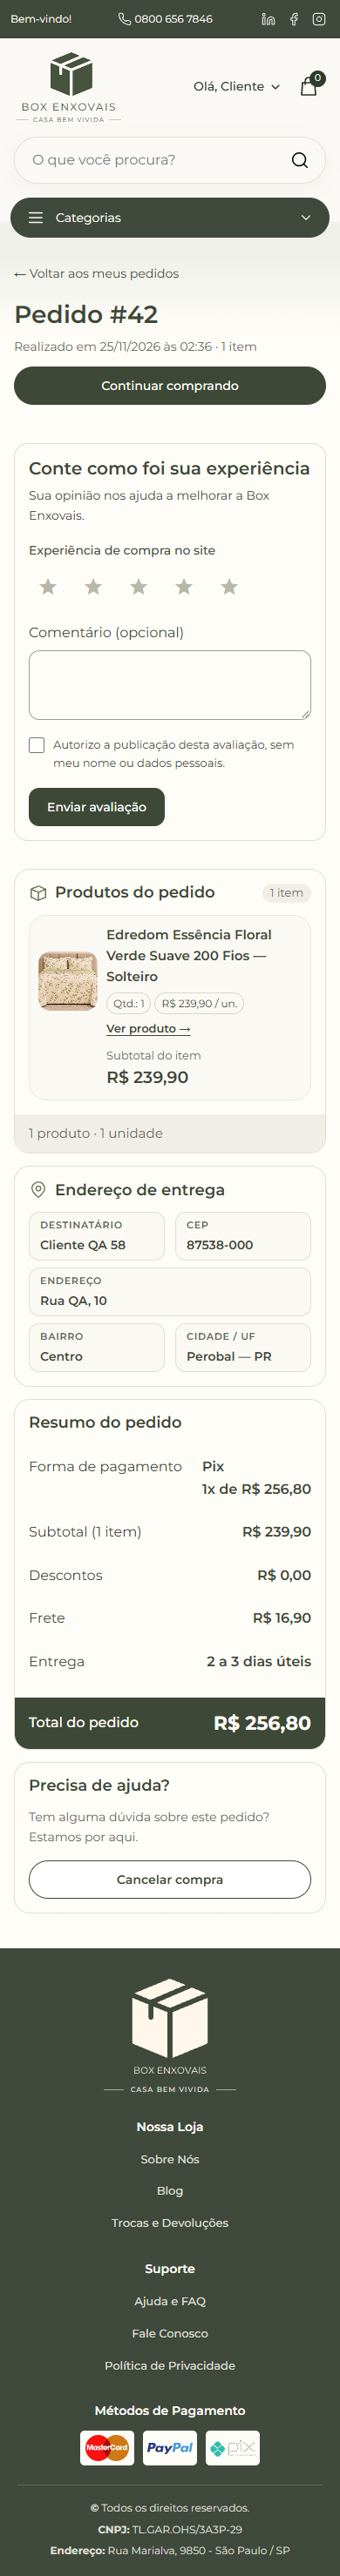 Bem-vindo!
0800 656 7846
BOX ENXOVAIS
CASA BEM VIVIDA
Olá, Cliente
0
O que você procura?
Categorias
← Voltar aos meus pedidos
Pedido #42
Realizado em 25/11/2026 às 02:36 · 1 item
Continuar comprando
Conte como foi sua experiência
Sua opinião nos ajuda a melhorar a Box
Enxovais.
Experiência de compra no site
Comentário (opcional)
Autorizo a publicação desta avaliação, sem
meu nome ou dados pessoais.
Enviar avaliação
Produtos do pedido
1 item
Edredom Essência Floral
Verde Suave 200 Fios —
Solteiro
Qtd.: 1
R$ 239,90 / un.
Ver produto →
Subtotal do item
R$ 239,90
1 produto · 1 unidade
Endereço de entrega
DESTINATÁRIO
Cliente QA 58
CEP
87538-000
ENDEREÇO
Rua QA, 10
BAIRRO
Centro
CIDADE / UF
Perobal — PR
Resumo do pedido
Forma de pagamento
Pix
1x de R$ 256,80
Subtotal (1 item)
R$ 239,90
Descontos
R$ 0,00
Frete
R$ 16,90
Entrega
2 a 3 dias úteis
Total do pedido
R$ 256,80
Precisa de ajuda?
Tem alguma dúvida sobre este pedido?
Estamos por aqui.
Cancelar compra
BOX ENXOVAIS
CASA BEM VIVIDA
Nossa Loja
Sobre Nós
Blog
Trocas e Devoluções
Suporte
Ajuda e FAQ
Fale Conosco
Política de Privacidade
Métodos de Pagamento
MasterCard
PayPal
pix
© Todos os direitos reservados.
CNPJ: TL.GAR.OHS/3A3P-29
Endereço: Rua Marialva, 9850 - São Paulo / SP